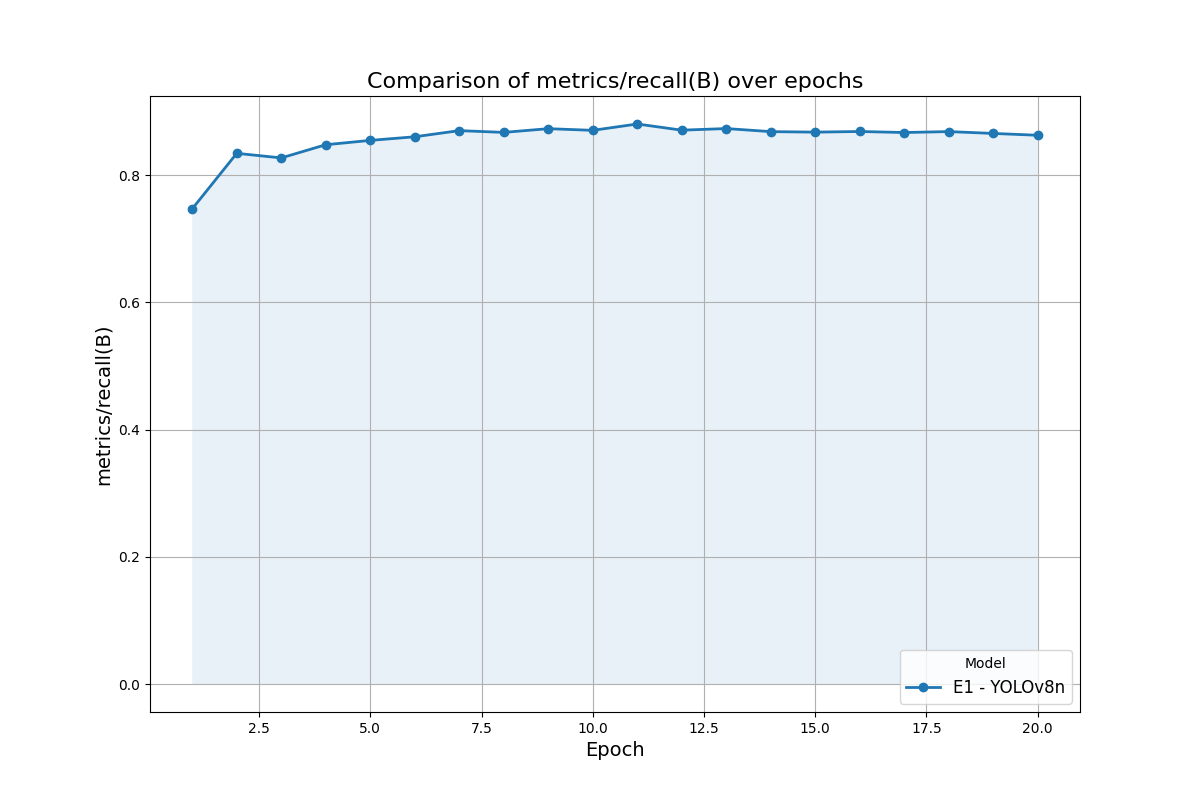 Comparison of metrics/recall(B) over epochs
metrics/recall(B)
0.8
0.6
0.4
0.2
0.0
Model
E1 - YOLOv8n
2.5 5.0 7.5 10.0 12.5 15.0 17.5 20.0
Epoch